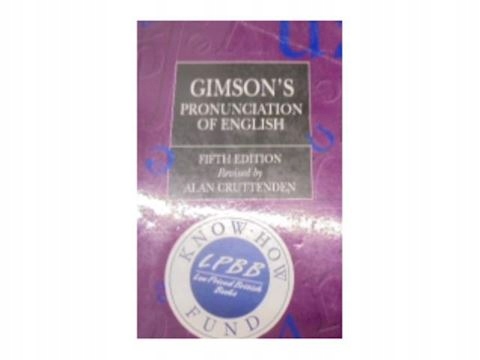 GIMSON'S
PRONUNCIATION
OF ENGLISH
FIFTH EDITION
Revised by
ALAN CRUTTENDEN
KNOW·HOW
LPBB
Low Priced British
Books
FUND